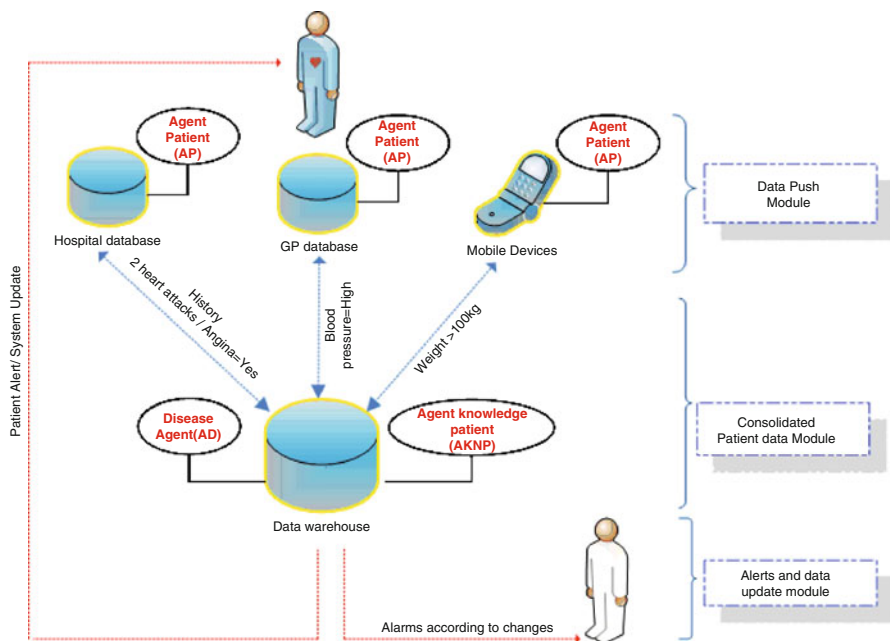 Agent
Patient
(AP)
Agent
Patient
(AP)
Agent
Patient
(AP)
Data Push
Module
Hospital database
GP database
Mobile Devices
Patient Alert/ System Update
History
2 heart attacks / Angina=Yes
Blood
pressure=High
Weight >100kg
Disease
Agent(AD)
Agent knowledge
patient
(AKNP)
Consolidated
Patient data Module
Data warehouse
Alerts and data
update module
Alarms according to changes